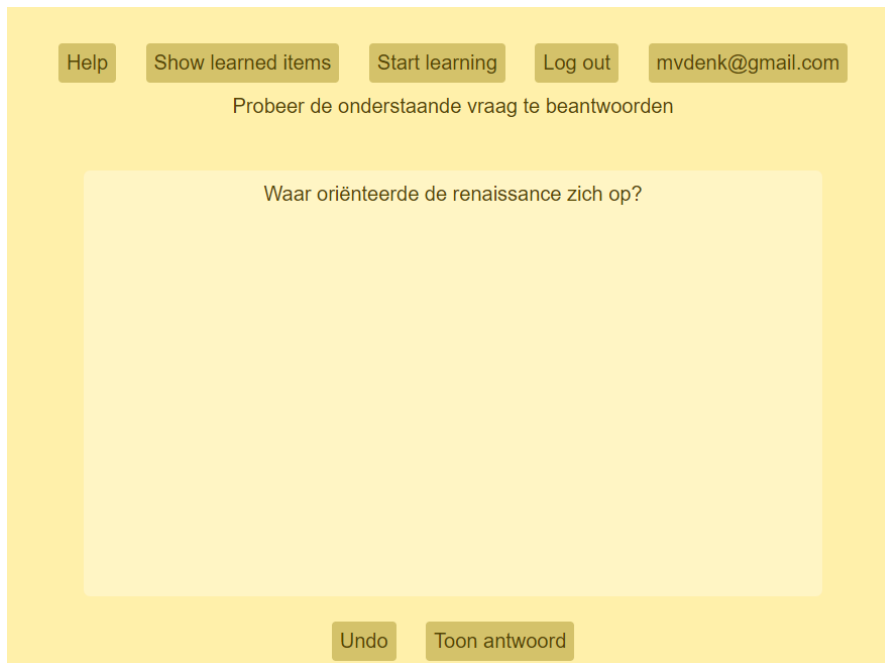 Help Show learned items Start learning Log out mvdenk@gmail.com
Probeer de onderstaande vraag te beantwoorden
Waar oriënteerde de renaissance zich op?
Undo Toon antwoord